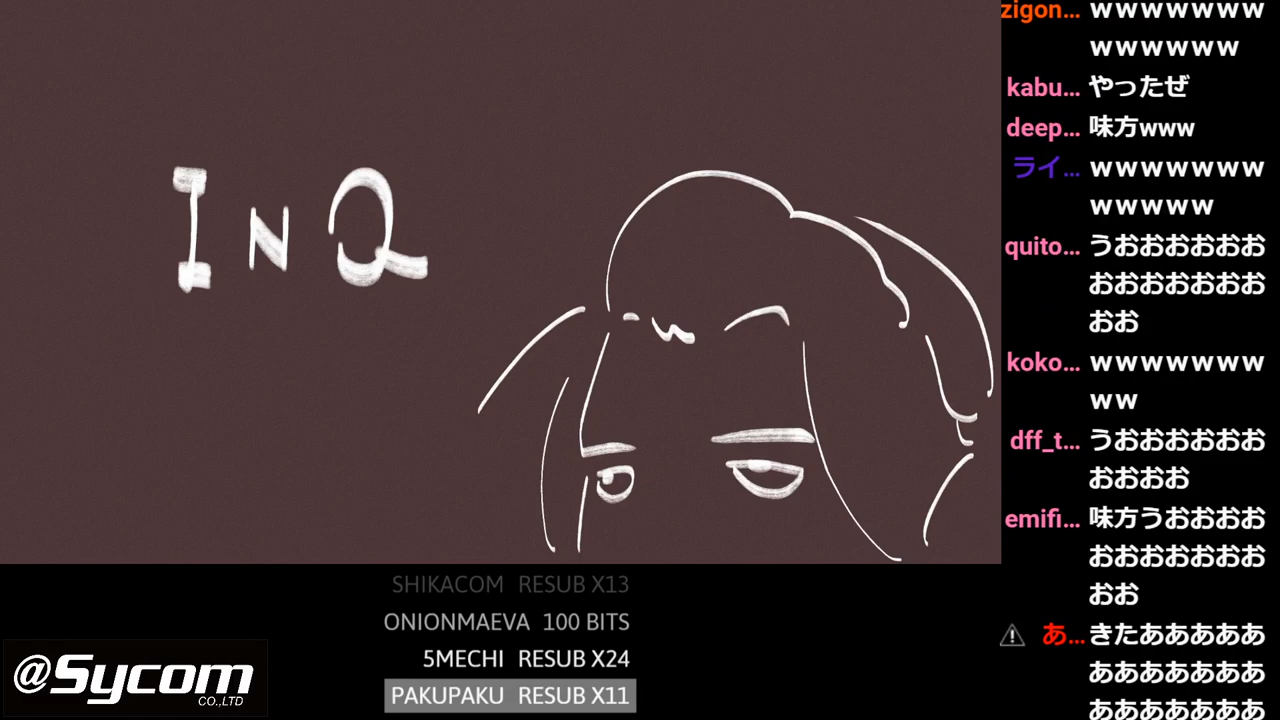 InQ
zigon... wwwwwww
wwwwww
kabu... やったぜ
deep... 味方www
ライ... wwwwwww
wwwww
quito... うおおおおおお
おおおおおおお
おお
koko... wwwwwww
ww
dff_t... うおおおおおお
おおおお
emifi... 味方うおおおお
おおおおおおお
おお
あ... きたあああああ
あああああああ
あああああああ
SHIKACOM RESUB X13
ONIONMAEVA 100 BITS
5MECHI RESUB X24
PAKUPAKU RESUB X11
@Sycom
CO.,LTD